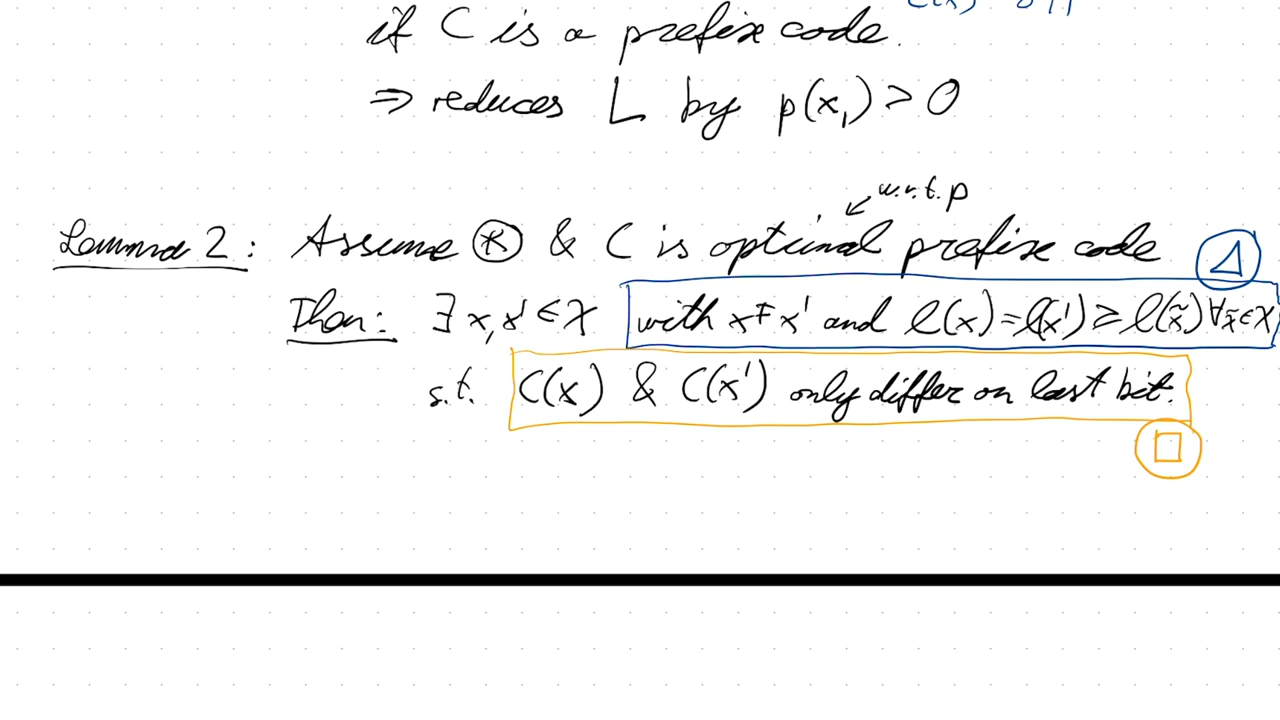 if C is a prefix code.
⇒ reduces L by p(x₁) > 0
w.r.t. p
Lemma 2: Assume ⊛ & C is optimal prefix code
Δ
Then: ∃ x, x' ∈ X with x ≠ x' and ℓ(x) = ℓ(x') ≥ ℓ(x̃) ∀ x̃ ∈ X
s.t. C(x) & C(x') only differ on last bit.
□